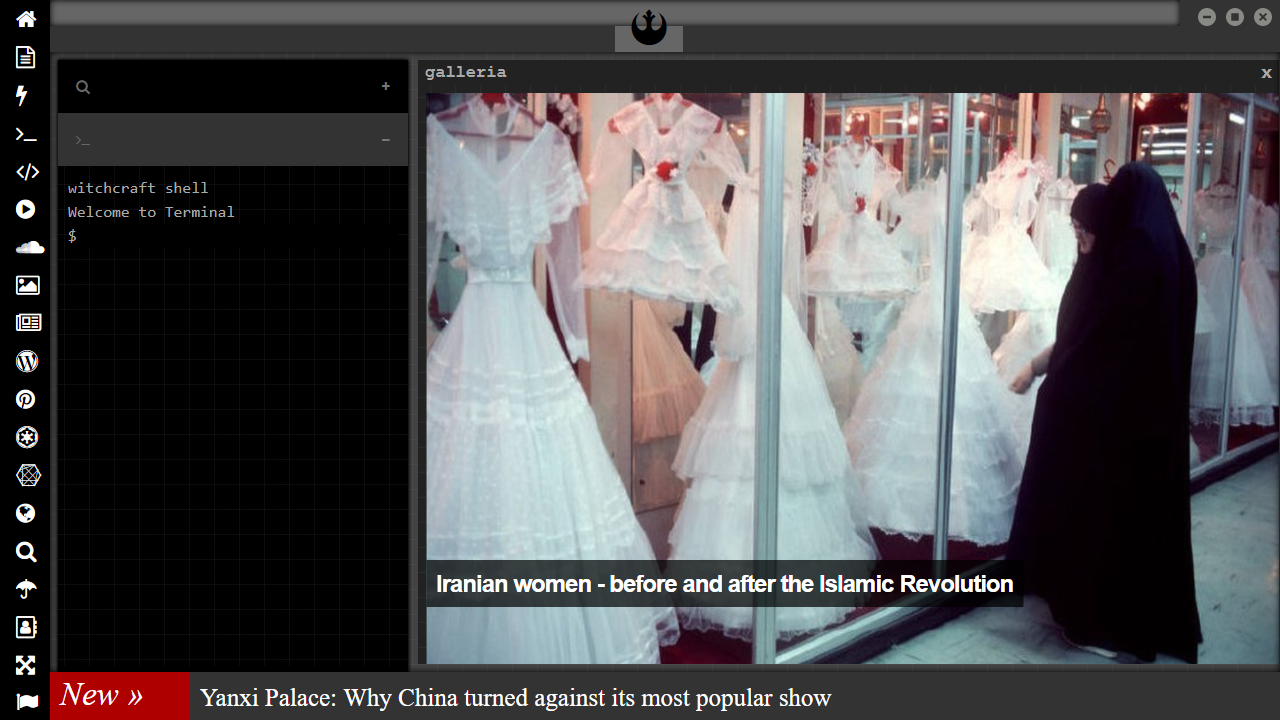 galleria
x
+
>_
−
witchcraft shell
Welcome to Terminal
$
Iranian women - before and after the Islamic Revolution
New »
Yanxi Palace: Why China turned against its most popular show